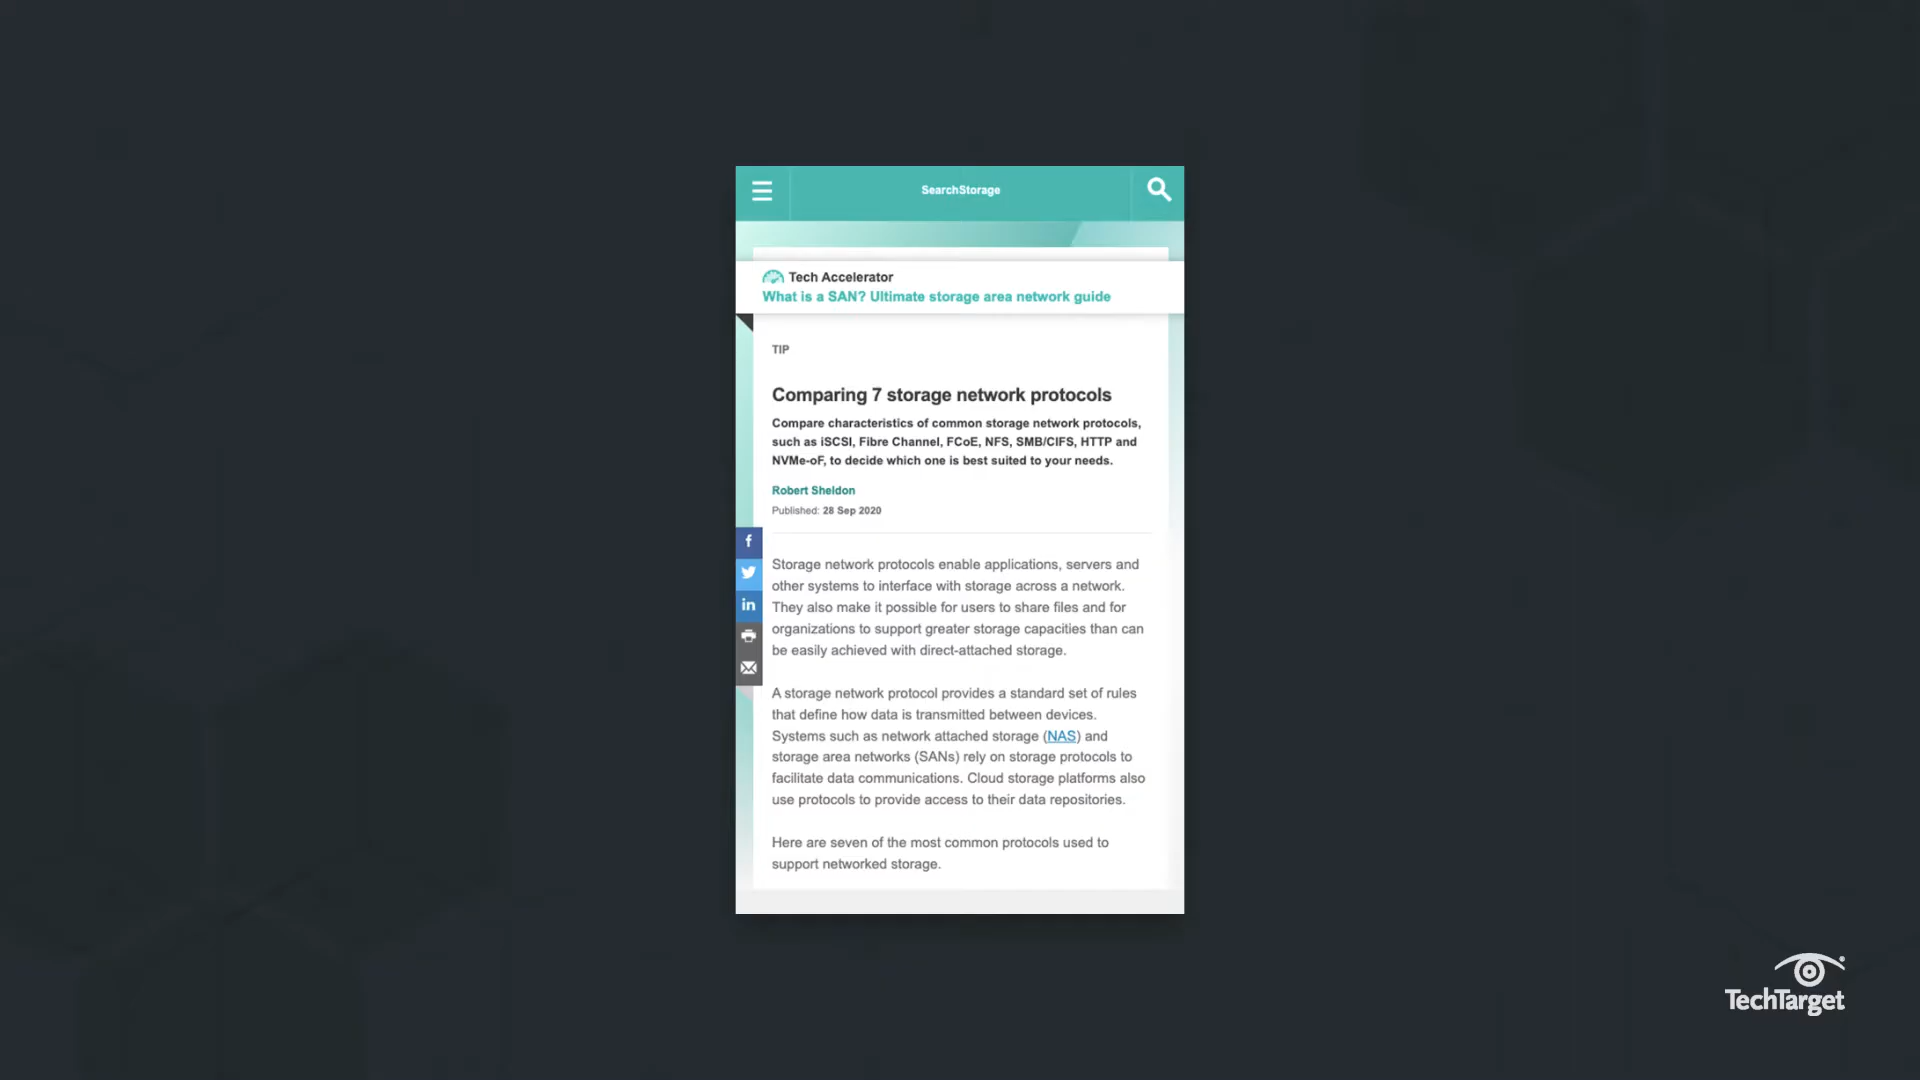 SearchStorage
Tech Accelerator
What is a SAN? Ultimate storage area network guide
TIP
Comparing 7 storage network protocols
Compare characteristics of common storage network protocols,
such as iSCSI, Fibre Channel, FCoE, NFS, SMB/CIFS, HTTP and
NVMe-oF, to decide which one is best suited to your needs.
Robert Sheldon
Published: 28 Sep 2020
f
in
Storage network protocols enable applications, servers and
other systems to interface with storage across a network.
They also make it possible for users to share files and for
organizations to support greater storage capacities than can
be easily achieved with direct-attached storage.
A storage network protocol provides a standard set of rules
that define how data is transmitted between devices.
Systems such as network attached storage (NAS) and
storage area networks (SANs) rely on storage protocols to
facilitate data communications. Cloud storage platforms also
use protocols to provide access to their data repositories.
Here are seven of the most common protocols used to
support networked storage.
TechTarget